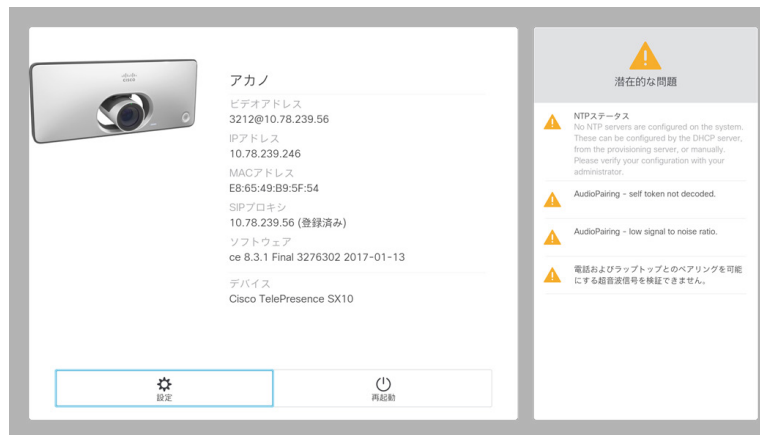 CISCO
アカノ
ビデオアドレス
3212@10.78.239.56
IPアドレス
10.78.239.246
MACアドレス
E8:65:49:B9:5F:54
SIPプロキシ
10.78.239.56 (登録済み)
ソフトウェア
ce 8.3.1 Final 3276302 2017-01-13
デバイス
Cisco TelePresence SX10
設定
再起動
潜在的な問題
NTPステータス
No NTP servers are configured on the system.
These can be configured by the DHCP server,
from the provisioning server, or manually.
Please verify your configuration with your
administrator.
AudioPairing - self token not decoded.
AudioPairing - low signal to noise ratio.
電話およびラップトップとのペアリングを可能
にする超音波信号を検証できません。